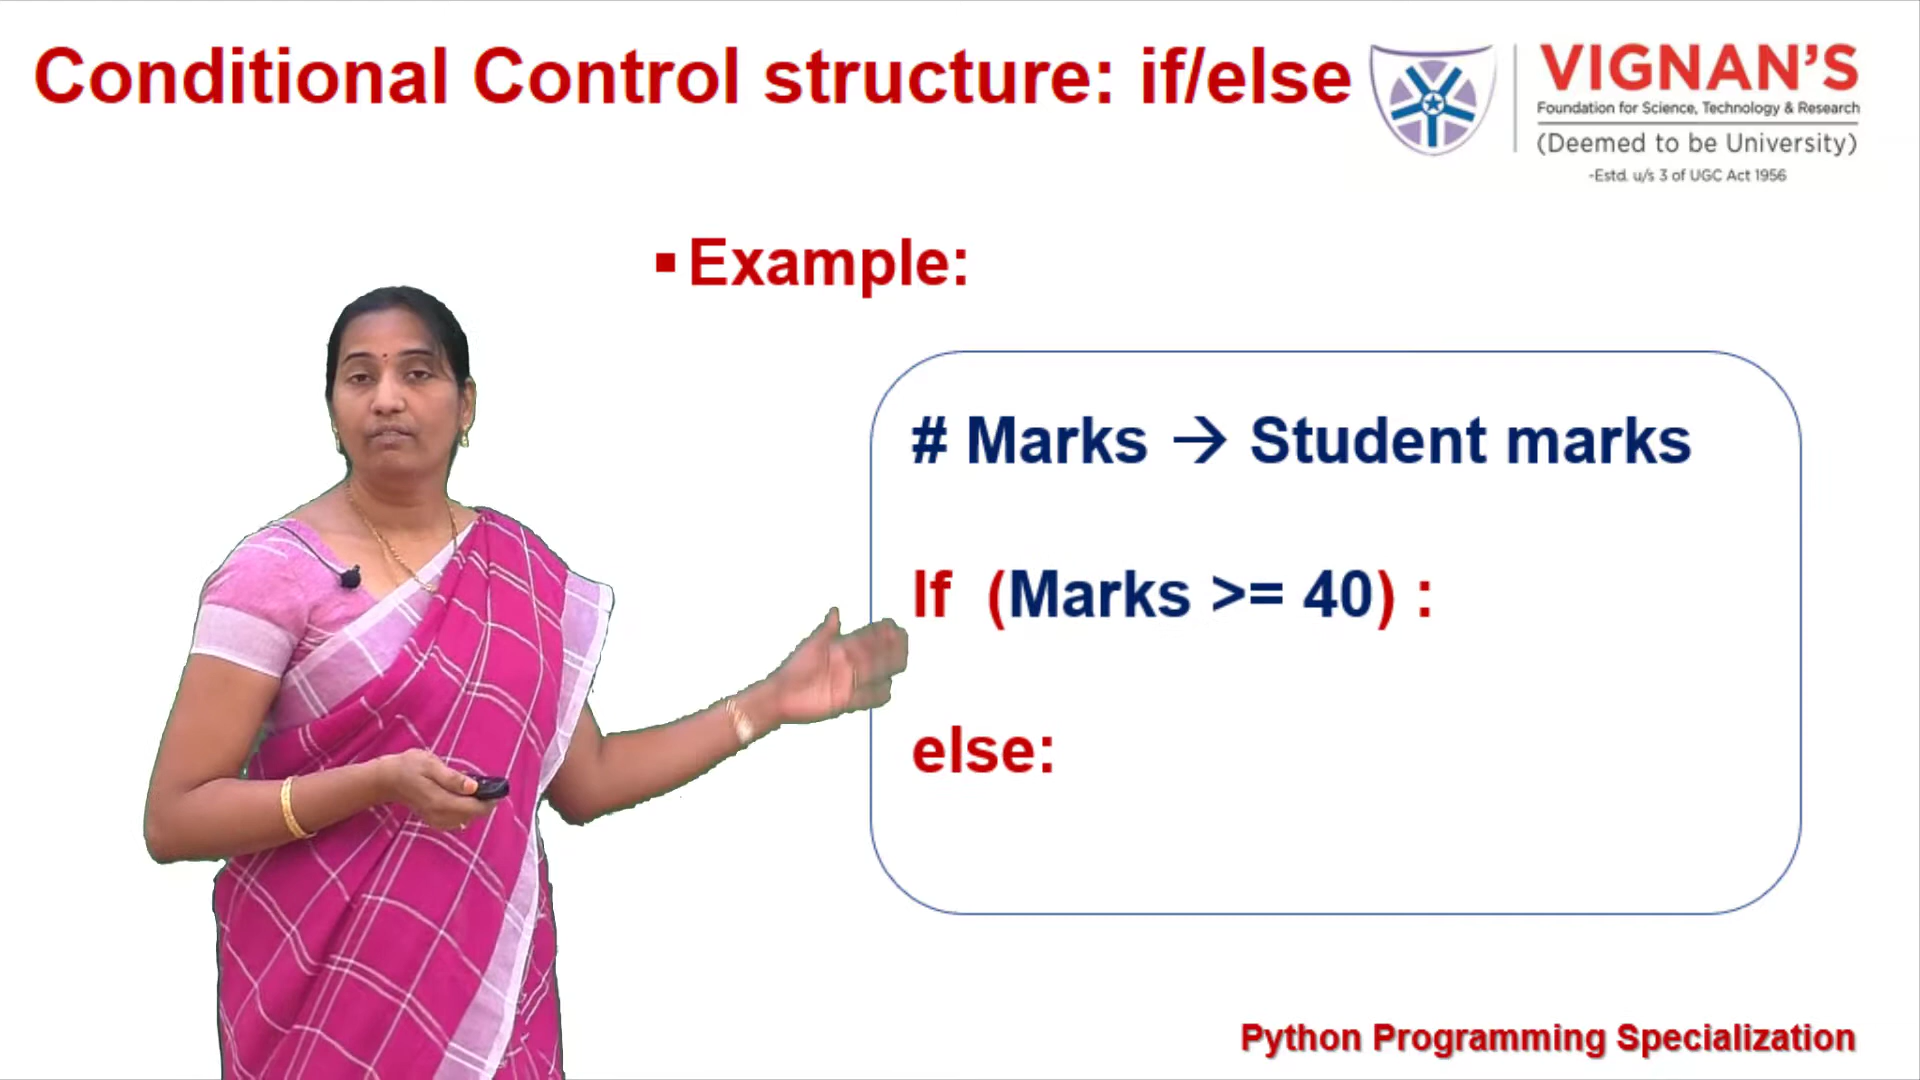 Conditional Control structure: if/else
VIGNAN'S
Foundation for Science, Technology & Research
(Deemed to be University)
-Estd. u/s 3 of UGC Act 1956
▪ Example:
# Marks → Student marks
If (Marks >= 40) :
else:
Python Programming Specialization